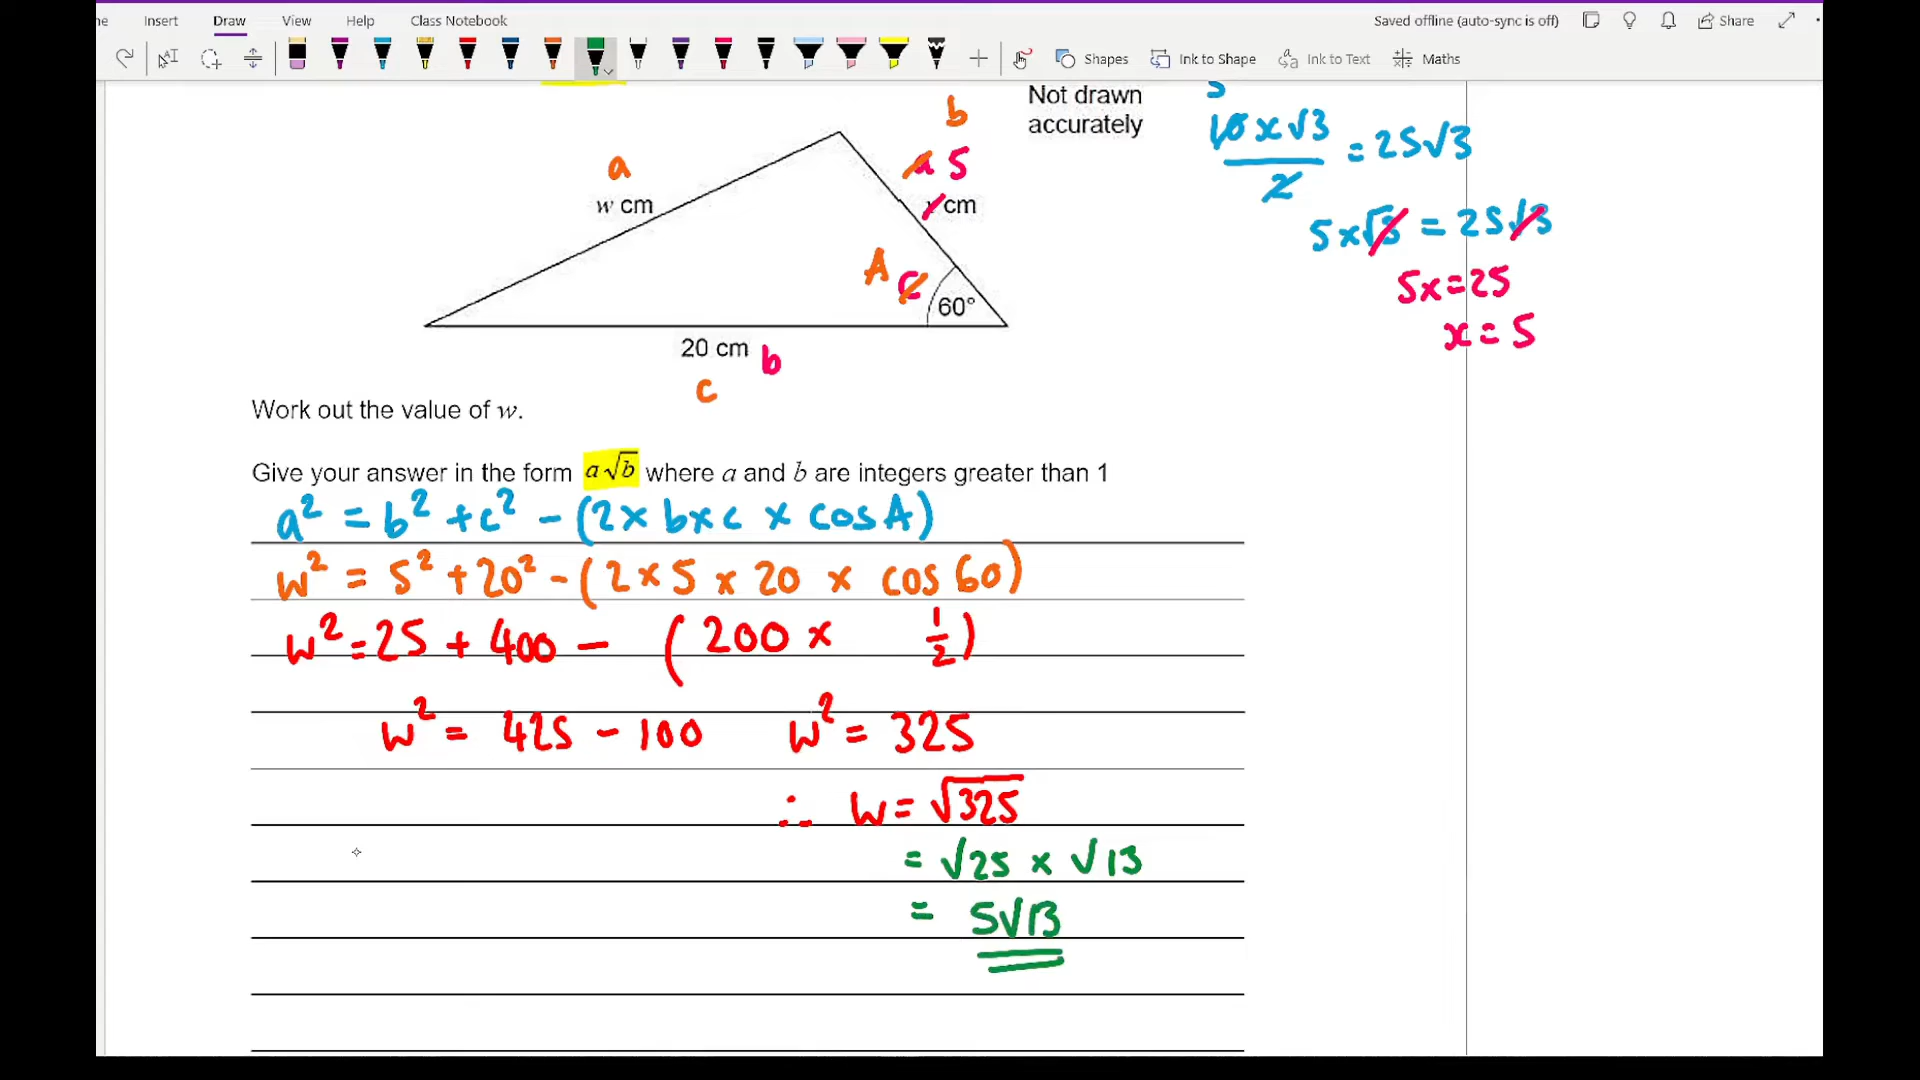 Insert Draw View Help Class Notebook Saved offline (auto-sync is off) Share
Shapes Ink to Shape Ink to Text Maths
Not drawn
accurately
b
a
5
w cm
cm
A
60°
20 cm b
c
5
10 x √3
2
= 25√3
5x√3 = 25√3
5x = 25
x = 5
Work out the value of w.
Give your answer in the form a√b where a and b are integers greater than 1
a² = b² + c² - (2 x b x c x cos A)
w² = 5² + 20² - (2 x 5 x 20 x cos 60)
w² = 25 + 400 - (200 x 1/2)
w² = 425 - 100 w² = 325
∴ w = √325
= √25 x √13
= 5√13